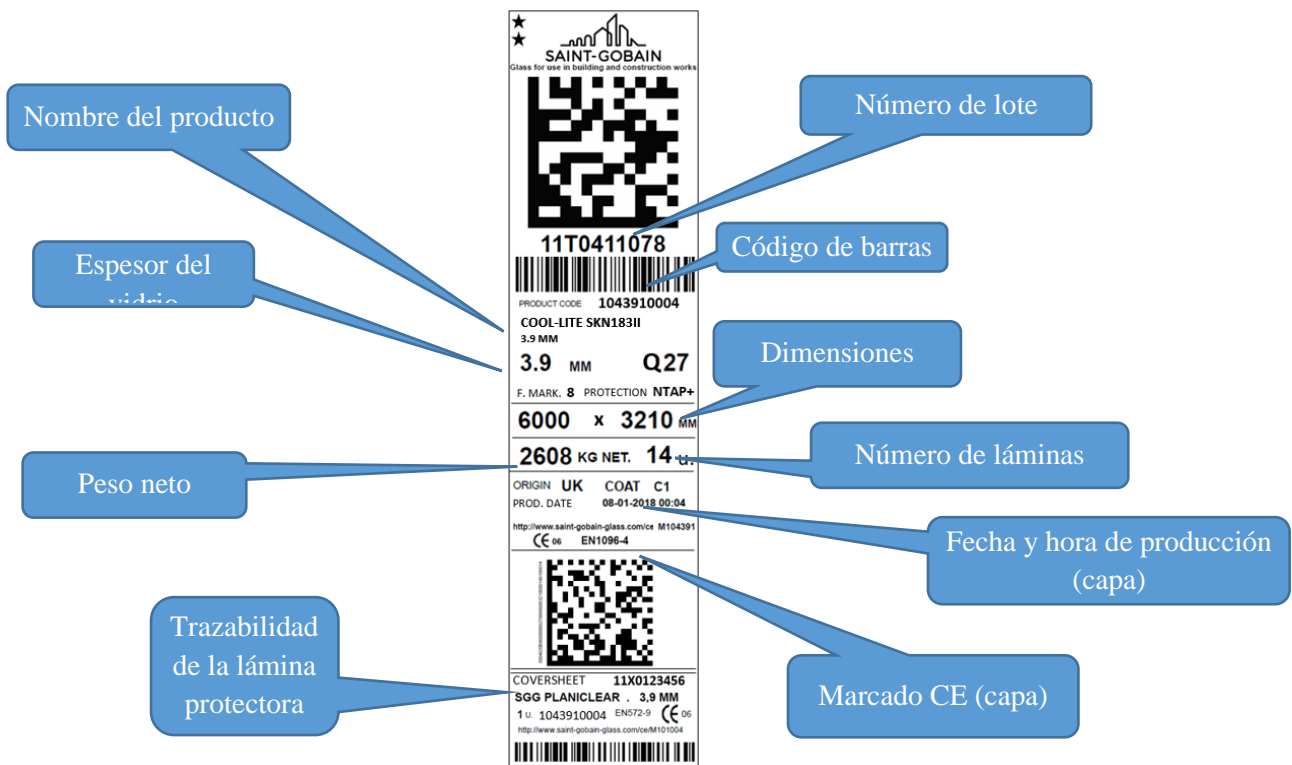 SAINT-GOBAIN
Glass for use in building and construction works
Nombre del producto
Número de lote
11T0411078
Código de barras
Espesor del
vidrio
PRODUCT CODE 1043910004
COOL-LITE SKN183II
3.9 MM
3.9 MM Q27
Dimensiones
F. MARK. 8 PROTECTION NTAP+
6000 x 3210 MM
2608 KG NET. 14 u.
Número de láminas
Peso neto
ORIGIN UK COAT C1
PROD. DATE 08-01-2018 00:04
http://www.saint-gobain-glass.com/ce M104391
CE 06 EN1096-4
Fecha y hora de producción
(capa)
Trazabilidad
de la lámina
protectora
Marcado CE (capa)
COVERSHEET 11X0123456
SGG PLANICLEAR . 3,9 MM
1 U. 1043910004 EN572-9 CE 06
http://www.saint-gobain-glass.com/ce/M101004